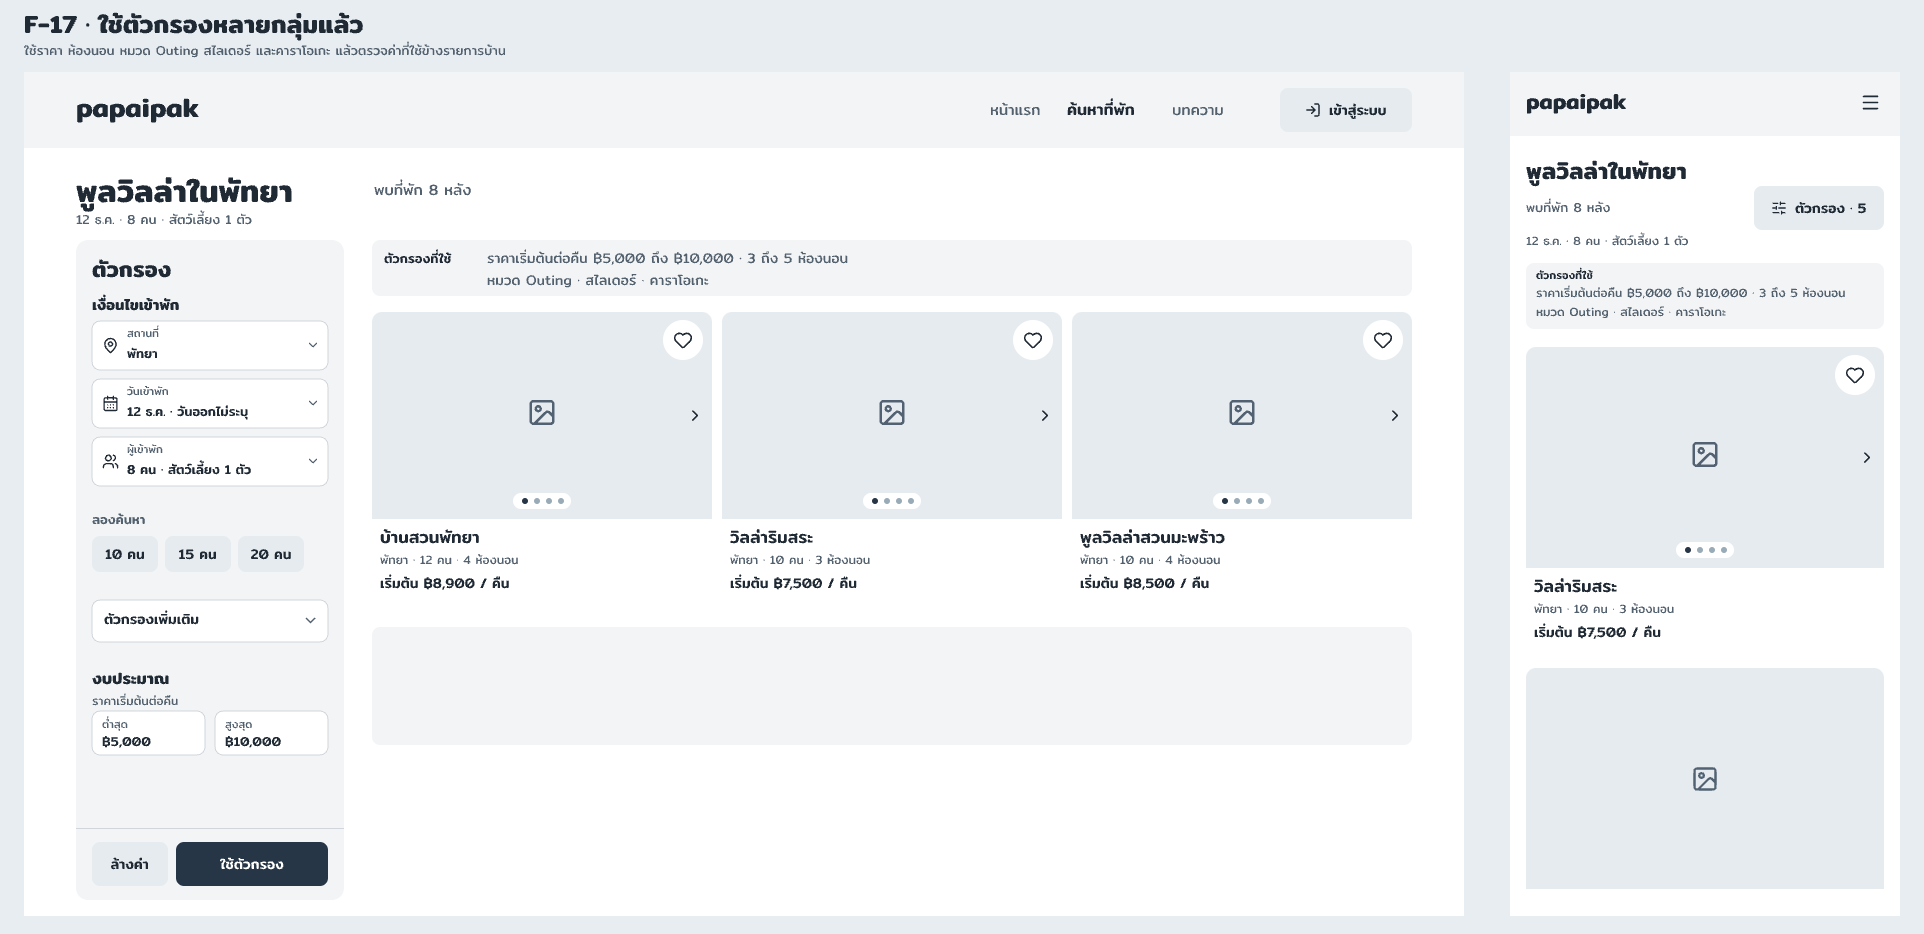 F-17 · ใช้ตัวกรองหลายกลุ่มแล้ว
ใช้ราคา ห้องนอน หมวด Outing สไลเดอร์ และคาราโอเกะ แล้วตรวจค่าที่ใช้ข้างรายการบ้าน
papaipak
หน้าแรก
ค้นหาที่พัก
บทความ
เข้าสู่ระบบ
พูลวิลล่าในพัทยา
12 ธ.ค. · 8 คน · สัตว์เลี้ยง 1 ตัว
ตัวกรอง
เงื่อนไขเข้าพัก
สถานที่
พัทยา
วันเข้าพัก
12 ธ.ค. · วันออกไม่ระบุ
ผู้เข้าพัก
8 คน · สัตว์เลี้ยง 1 ตัว
ลองค้นหา
10 คน
15 คน
20 คน
ตัวกรองเพิ่มเติม
งบประมาณ
ราคาเริ่มต้นต่อคืน
ต่ำสุด
฿5,000
สูงสุด
฿10,000
ล้างค่า
ใช้ตัวกรอง
พบที่พัก 8 หลัง
ตัวกรองที่ใช้
ราคาเริ่มต้นต่อคืน ฿5,000 ถึง ฿10,000 · 3 ถึง 5 ห้องนอน
หมวด Outing · สไลเดอร์ · คาราโอเกะ
บ้านสวนพัทยา
พัทยา · 12 คน · 4 ห้องนอน
เริ่มต้น ฿8,900 / คืน
วิลล่าริมสระ
พัทยา · 10 คน · 3 ห้องนอน
เริ่มต้น ฿7,500 / คืน
พูลวิลล่าสวนมะพร้าว
พัทยา · 10 คน · 4 ห้องนอน
เริ่มต้น ฿8,500 / คืน
papaipak
พูลวิลล่าในพัทยา
พบที่พัก 8 หลัง
ตัวกรอง · 5
12 ธ.ค. · 8 คน · สัตว์เลี้ยง 1 ตัว
ตัวกรองที่ใช้
ราคาเริ่มต้นต่อคืน ฿5,000 ถึง ฿10,000 · 3 ถึง 5 ห้องนอน
หมวด Outing · สไลเดอร์ · คาราโอเกะ
วิลล่าริมสระ
พัทยา · 10 คน · 3 ห้องนอน
เริ่มต้น ฿7,500 / คืน